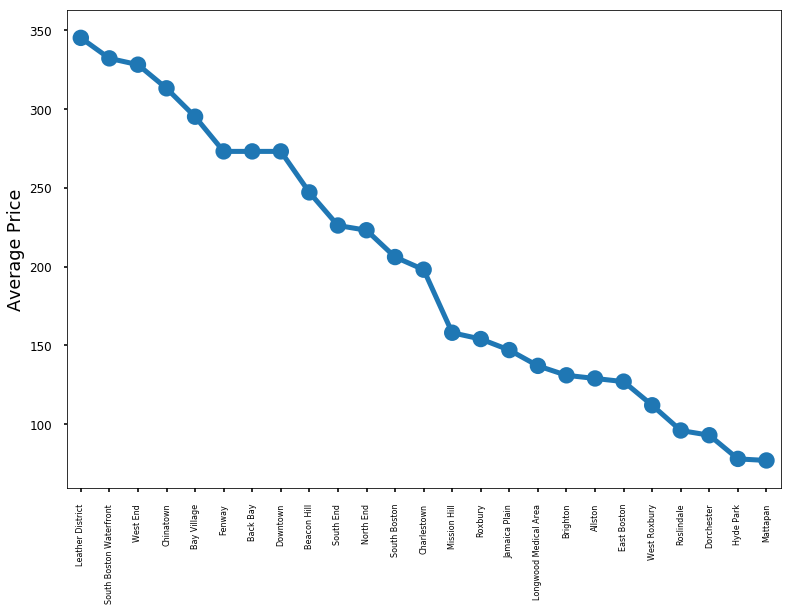 350
300
250
200
150
100
Average Price
Leather District
South Boston Waterfront
West End
Chinatown
Bay Village
Fenway
Back Bay
Downtown
Beacon Hill
South End
North End
South Boston
Charlestown
Mission Hill
Roxbury
Jamaica Plain
Longwood Medical Area
Brighton
Allston
East Boston
West Roxbury
Roslindale
Dorchester
Hyde Park
Mattapan